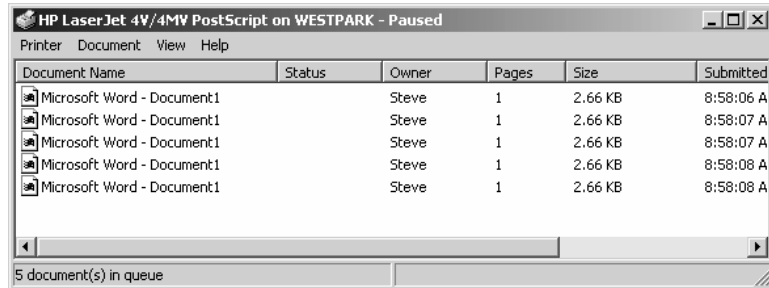 HP LaserJet 4V/4MV PostScript on WESTPARK - Paused
Printer Document View Help
Document Name Status Owner Pages Size Submitted
Microsoft Word - Document1 Steve 1 2.66 KB 8:58:06 A
Microsoft Word - Document1 Steve 1 2.66 KB 8:58:07 A
Microsoft Word - Document1 Steve 1 2.66 KB 8:58:07 A
Microsoft Word - Document1 Steve 1 2.66 KB 8:58:08 A
Microsoft Word - Document1 Steve 1 2.66 KB 8:58:08 A
5 document(s) in queue